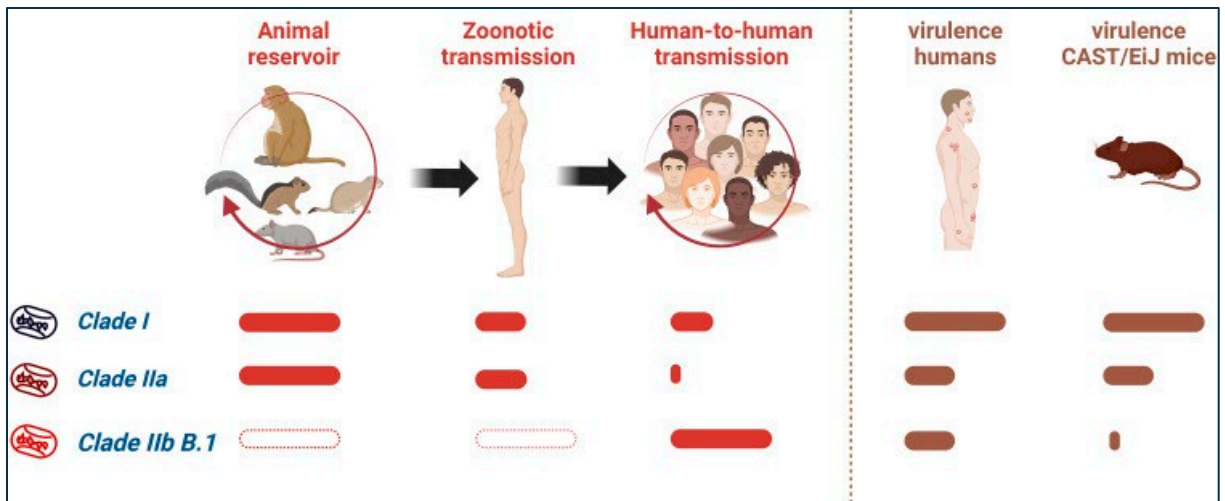 Animal
reservoir
Zoonotic
transmission
Human-to-human
transmission
virulence
humans
virulence
CAST/EiJ mice
Clade I
Clade IIa
Clade IIb B.1